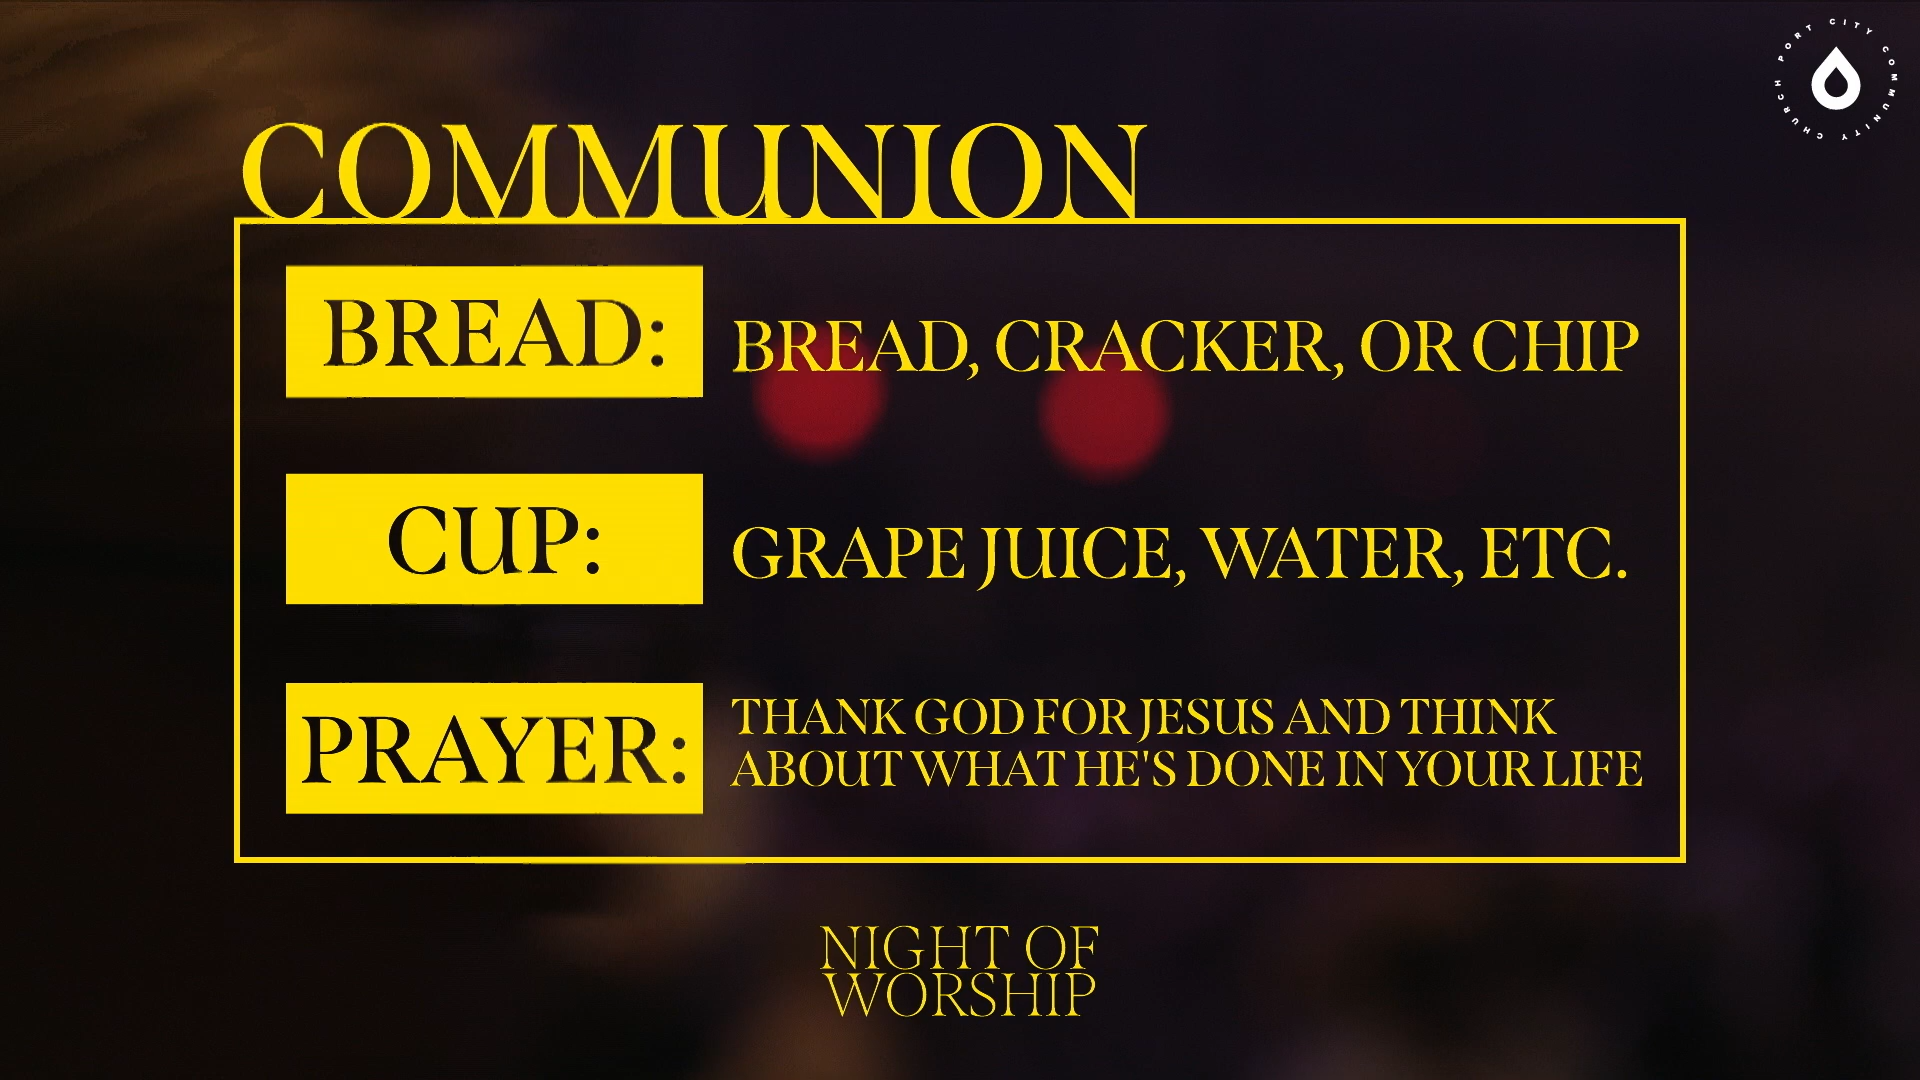 PORT CITY COMMUNITY CHURCH
COMMUNION
BREAD: BREAD, CRACKER, OR CHIP
CUP: GRAPE JUICE, WATER, ETC.
PRAYER: THANK GOD FOR JESUS AND THINK
ABOUT WHAT HE'S DONE IN YOUR LIFE
NIGHT OF
WORSHIP